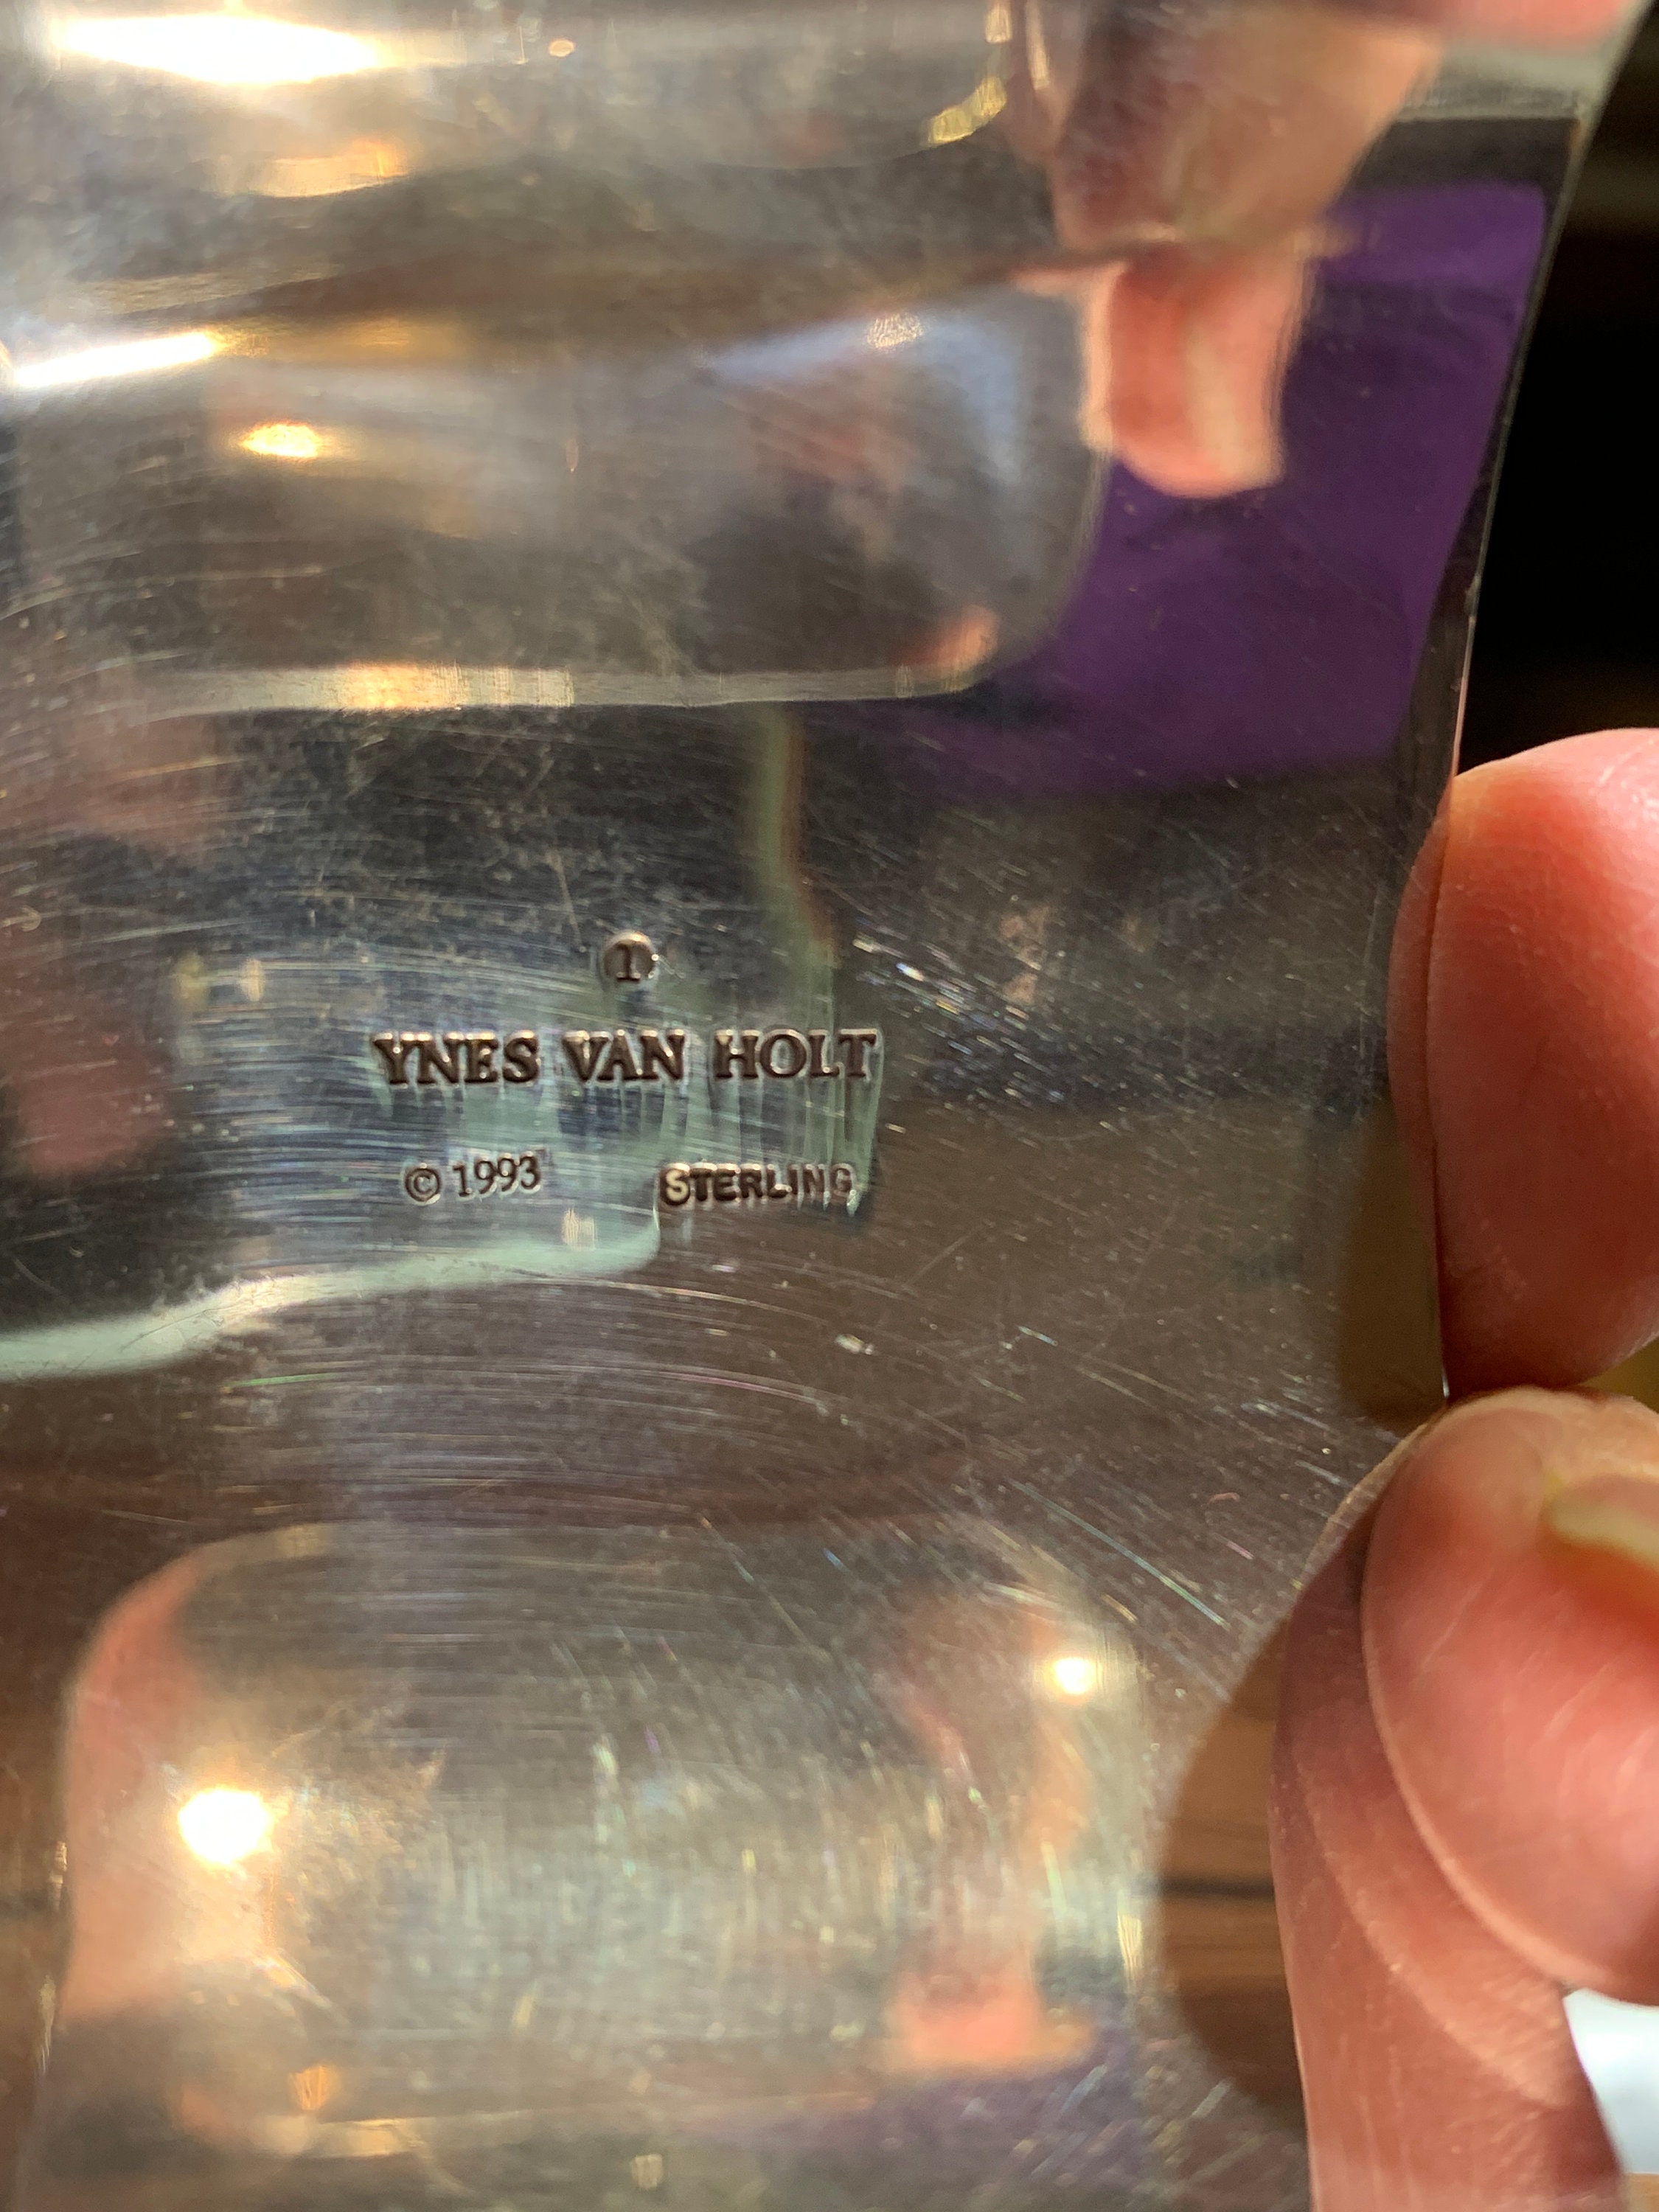 1
YNES VAN HOLT
© 1993 STERLING